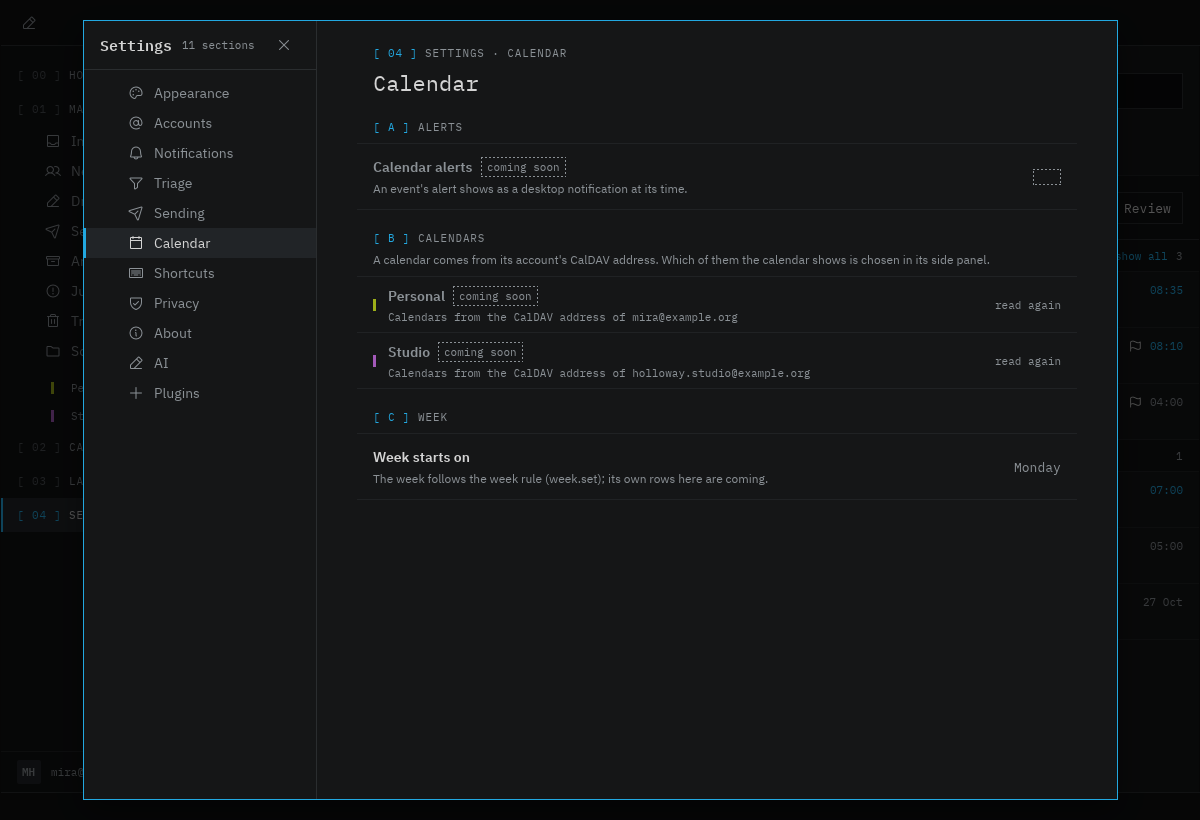 Settings 11 sections
Appearance
Accounts
Notifications
Triage
Sending
Calendar
Shortcuts
Privacy
About
AI
Plugins
[ 04 ] SETTINGS · CALENDAR
Calendar
[ A ] ALERTS
Calendar alerts coming soon
An event's alert shows as a desktop notification at its time.
[ B ] CALENDARS
A calendar comes from its account's CalDAV address. Which of them the calendar shows is chosen in its side panel.
Personal coming soon
Calendars from the CalDAV address of mira@example.org
read again
Studio coming soon
Calendars from the CalDAV address of holloway.studio@example.org
read again
[ C ] WEEK
Week starts on
The week follows the week rule (week.set); its own rows here are coming.
Monday
[ 00 ]
[ 01 ]
[ 02 ]
[ 03 ]
[ 04 ]
MH mira@
Review
show all 3
08:35
08:10
04:00
1
07:00
05:00
27 Oct